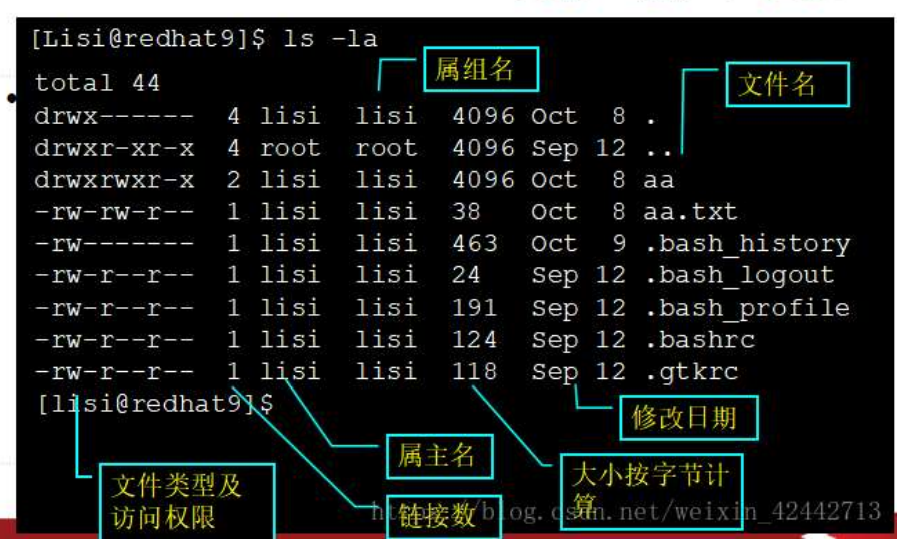 [Lisi@redhat9]$ ls -la
属组名
文件名
total 44
drwx------ 4 lisi lisi 4096 Oct 8 .
drwxr-xr-x 4 root root 4096 Sep 12 ..
drwxrwxr-x 2 lisi lisi 4096 Oct 8 aa
-rw-rw-r-- 1 lisi lisi 38 Oct 8 aa.txt
-rw------- 1 lisi lisi 463 Oct 9 .bash_history
-rw-r--r-- 1 lisi lisi 24 Sep 12 .bash_logout
-rw-r--r-- 1 lisi lisi 191 Sep 12 .bash_profile
-rw-r--r-- 1 lisi lisi 124 Sep 12 .bashrc
-rw-r--r-- 1 lisi lisi 118 Sep 12 .gtkrc
[lisi@redhat9]$
修改日期
属主名
大小按字节计
算
文件类型及
访问权限
链接数
https://blog.csdn.net/weixin_42442713